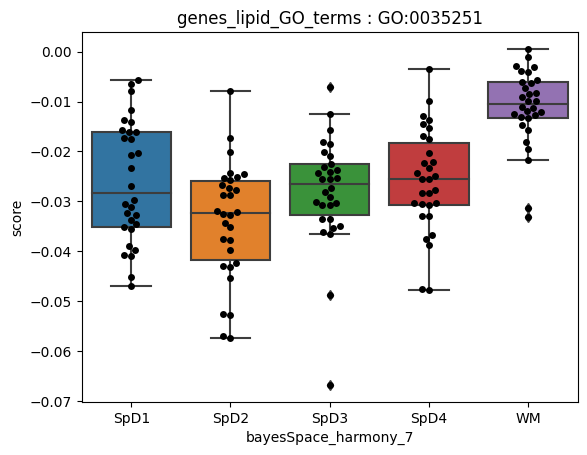 genes_lipid_GO_terms : GO:0035251
0.00
−0.01
−0.02
−0.03
−0.04
−0.05
−0.06
−0.07
score
SpD1 SpD2 SpD3 SpD4 WM
bayesSpace_harmony_7